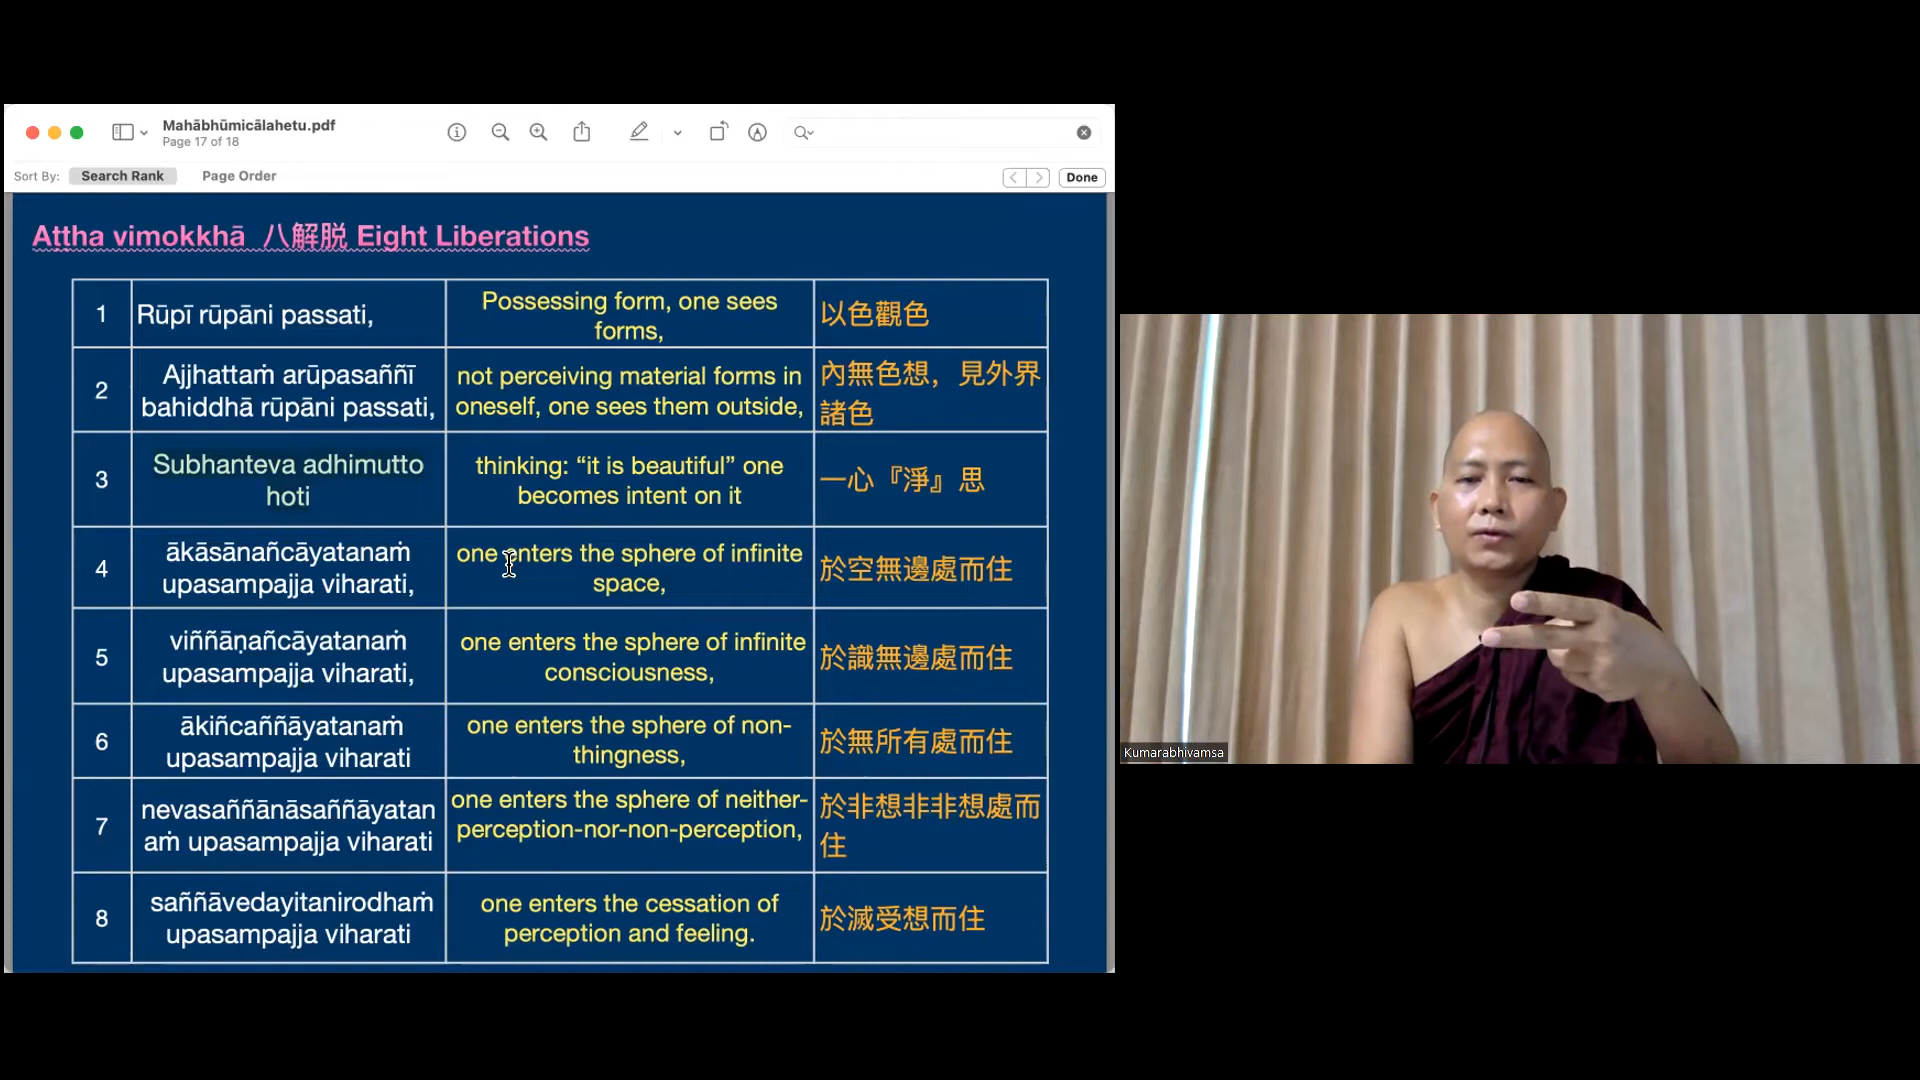 Mahābhūmicālahetu.pdf
Page 17 of 18
Sort By:
Search Rank
Page Order
Done
Aṭṭha vimokkhā 八解脱 Eight Liberations
1
Rūpī rūpāni passati,
Possessing form, one sees
forms,
以色觀色
2
Ajjhattaṁ arūpasaññī
bahiddhā rūpāni passati,
not perceiving material forms in
oneself, one sees them outside,
內無色想，見外界
諸色
3
Subhanteva adhimutto
hoti
thinking: “it is beautiful” one
becomes intent on it
一心『淨』思
4
ākāsānañcāyatanaṁ
upasampajja viharati,
one enters the sphere of infinite
space,
於空無邊處而住
5
viññāṇañcāyatanaṁ
upasampajja viharati,
one enters the sphere of infinite
consciousness,
於識無邊處而住
6
ākiñcaññāyatanaṁ
upasampajja viharati
one enters the sphere of non-
thingness,
於無所有處而住
7
nevasaññānāsaññāyatan
aṁ upasampajja viharati
one enters the sphere of neither-
perception-nor-non-perception,
於非想非非想處而
住
8
saññāvedayitanirodhaṁ
upasampajja viharati
one enters the cessation of
perception and feeling.
於滅受想而住
Kumarabhivamsa